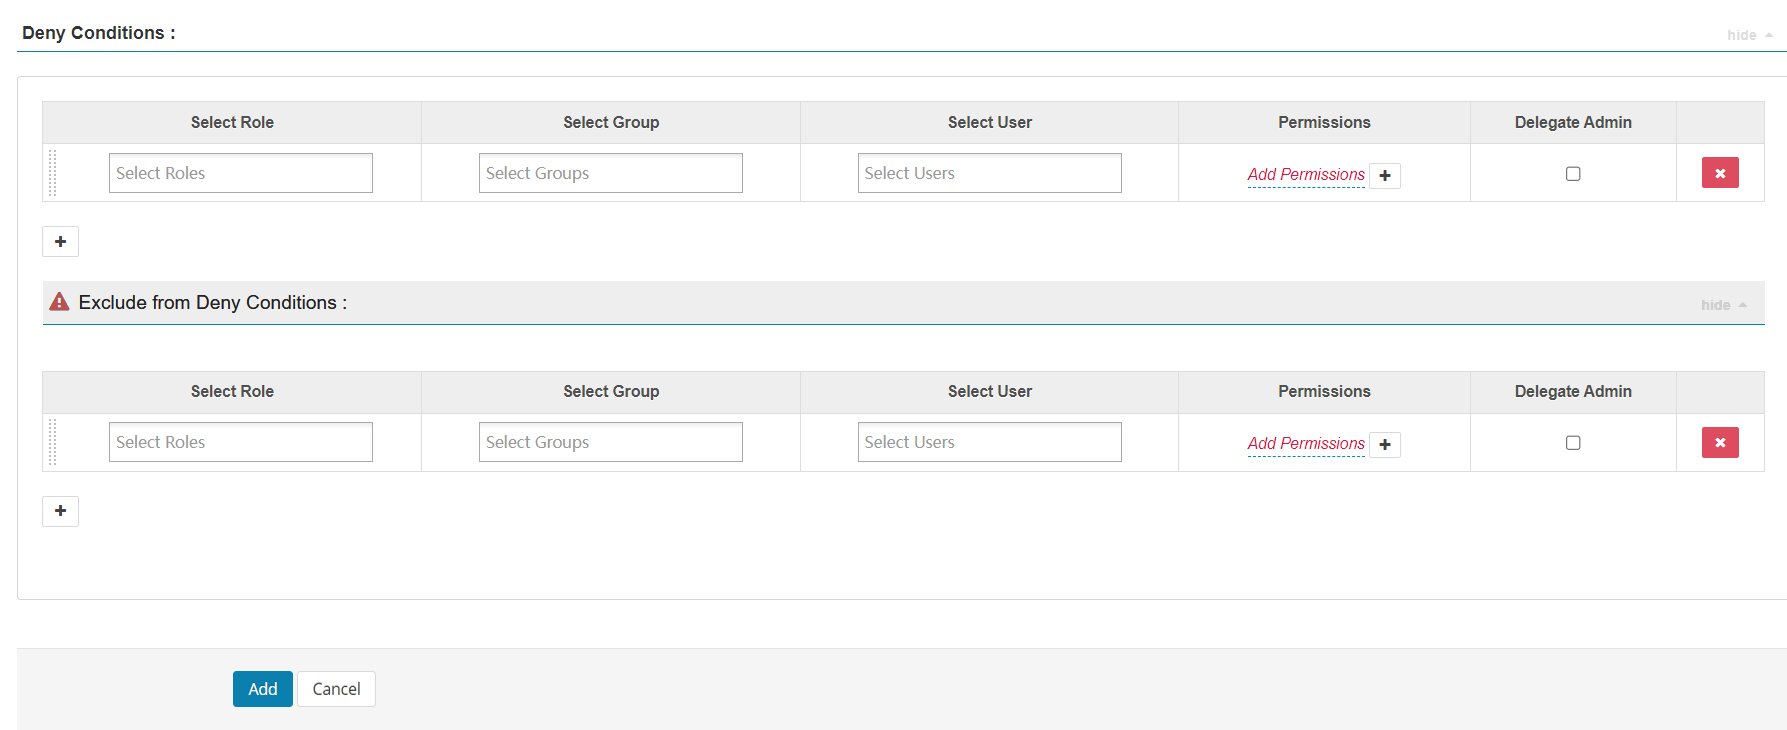 Deny Conditions :
hide
Select Role Select Group Select User Permissions Delegate Admin
Select Roles Select Groups Select Users Add Permissions
Exclude from Deny Conditions :
hide
Select Role Select Group Select User Permissions Delegate Admin
Select Roles Select Groups Select Users Add Permissions
Add Cancel